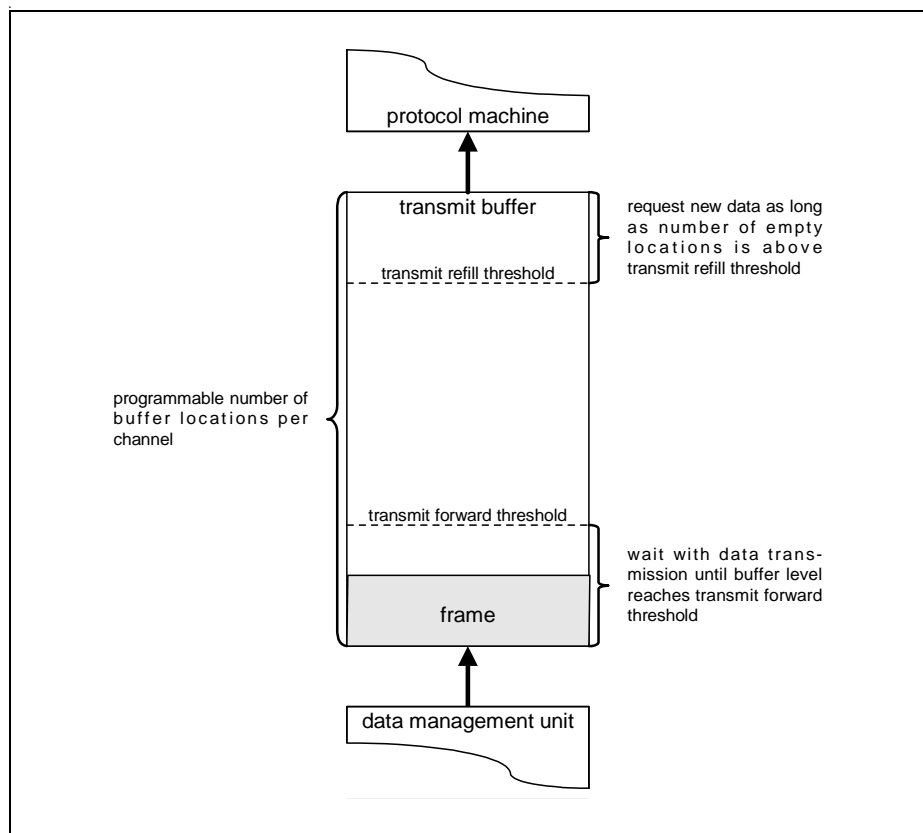 protocol machine
transmit buffer
request new data as long
as number of empty
locations is above
transmit refill threshold
transmit refill threshold
programmable number of
buffer locations per
channel
transmit forward threshold
wait with data trans-
mission until buffer level
reaches transmit forward
threshold
frame
data management unit